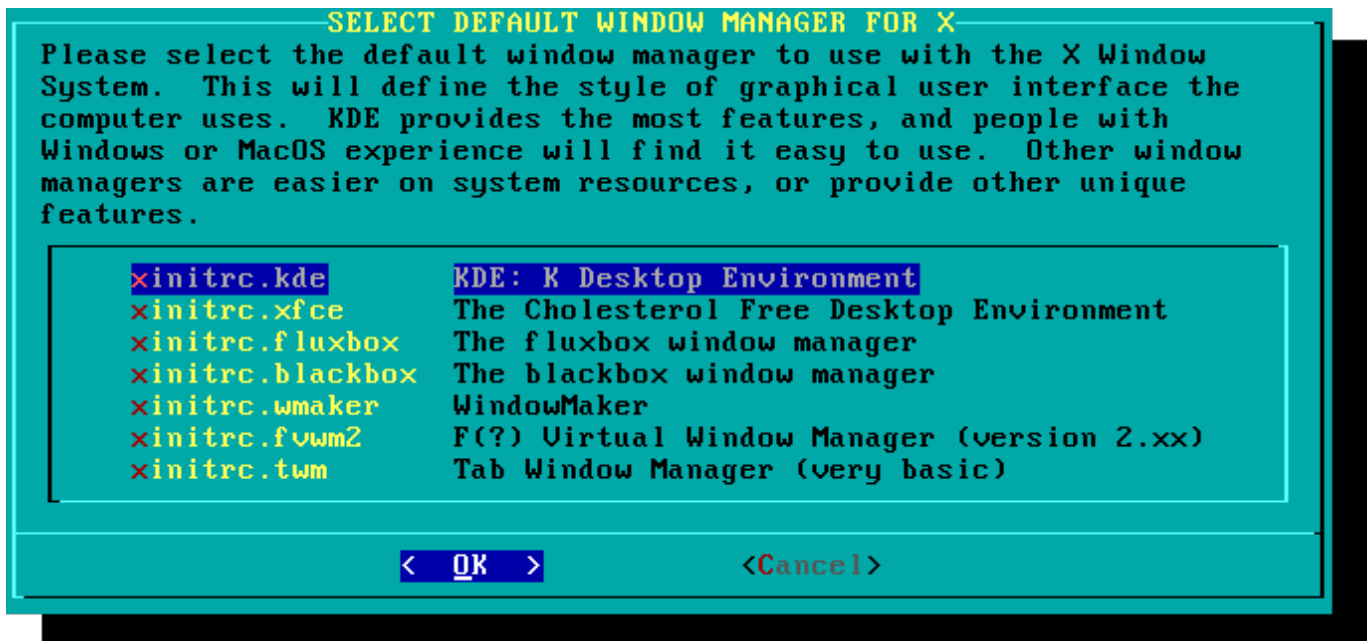 SELECT DEFAULT WINDOW MANAGER FOR X
Please select the default window manager to use with the X Window
System.  This will define the style of graphical user interface the
computer uses.  KDE provides the most features, and people with
Windows or MacOS experience will find it easy to use.  Other window
managers are easier on system resources, or provide other unique
features.
xinitrc.kde KDE: K Desktop Environment
xinitrc.xfce The Cholesterol Free Desktop Environment
xinitrc.fluxbox The fluxbox window manager
xinitrc.blackbox The blackbox window manager
xinitrc.wmaker WindowMaker
xinitrc.fvwm2 F(?) Virtual Window Manager (version 2.xx)
xinitrc.twm Tab Window Manager (very basic)
< OK > <Cancel>